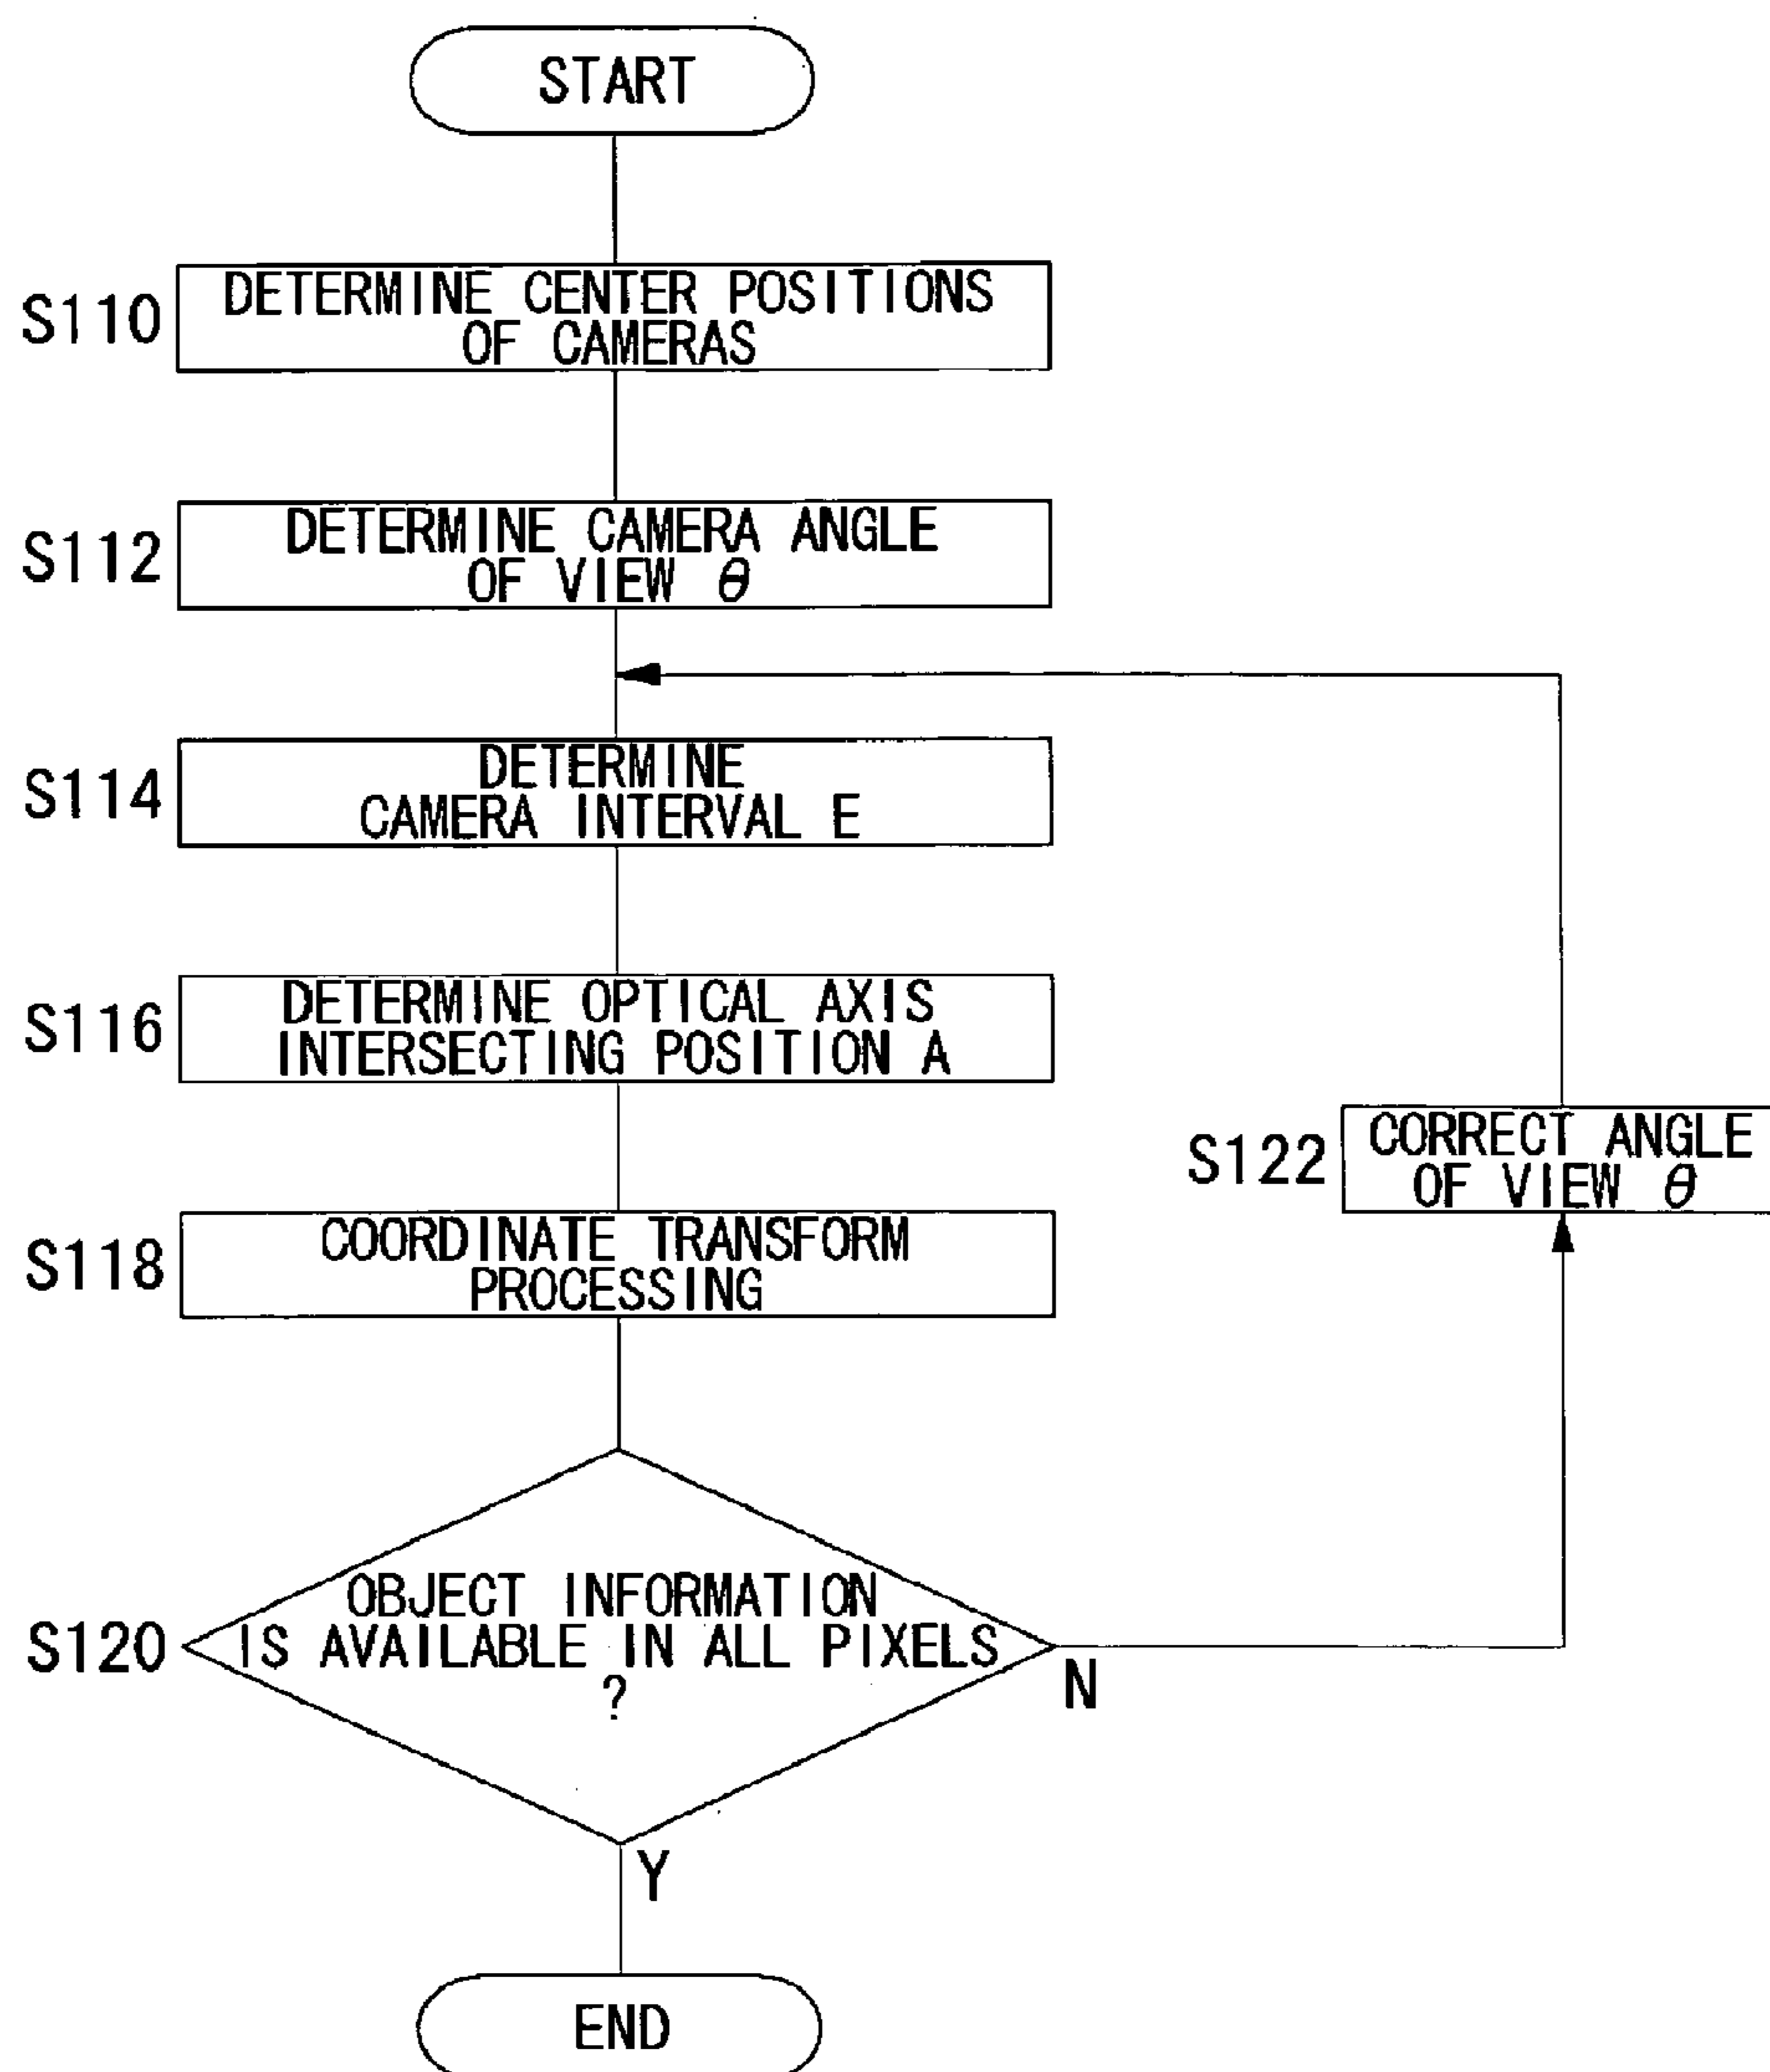 START
S110
DETERMINE CENTER POSITIONS
OF CAMERAS
S112
DETERMINE CAMERA ANGLE
OF VIEW θ
S114
DETERMINE
CAMERA INTERVAL E
S116
DETERMINE OPTICAL AXIS
INTERSECTING POSITION A
S122
CORRECT ANGLE
OF VIEW θ
S118
COORDINATE TRANSFORM
PROCESSING
S120
OBJECT INFORMATION
IS AVAILABLE IN ALL PIXELS
?
N
Y
END